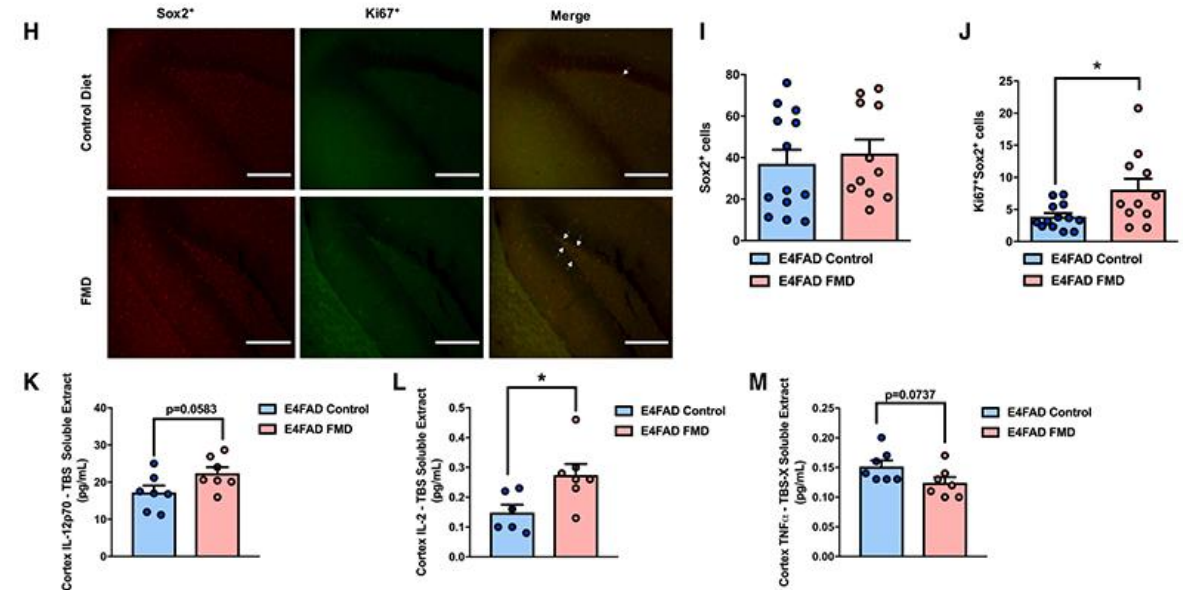 H
Sox2⁺
Ki67⁺
Merge
Control Diet
FMD
I
Sox2⁺ cells
80
60
40
20
0
E4FAD Control
E4FAD FMD
J
Ki67⁺Sox2⁺ cells
25
20
15
10
5
0
*
E4FAD Control
E4FAD FMD
K
Cortex IL-12p70 - TBS Soluble Extract
(pg/mL)
40
30
20
10
0
p=0.0583
E4FAD Control
E4FAD FMD
L
Cortex IL-2 - TBS Soluble Extract
(pg/mL)
0.5
0.4
0.3
0.2
0.1
0.0
*
E4FAD Control
E4FAD FMD
M
Cortex TNFα - TBS-X Soluble Extract
(pg/mL)
0.25
0.20
0.15
0.10
0.05
0.00
p=0.0737
E4FAD Control
E4FAD FMD